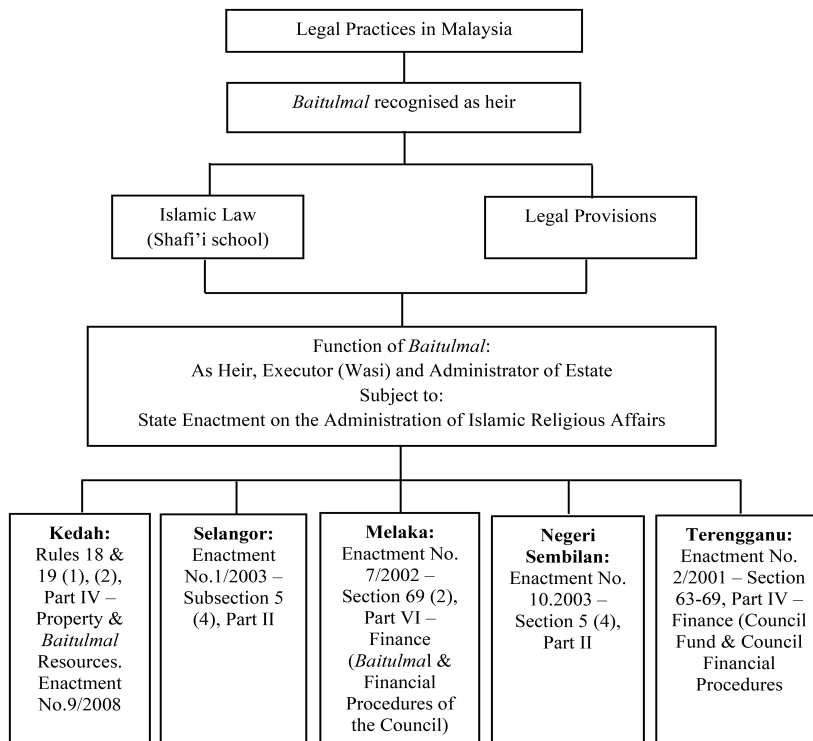 Legal Practices in Malaysia
Baitulmal recognised as heir
Islamic Law
(Shafi'i school)
Legal Provisions
Function of Baitulmal:
As Heir, Executor (Wasi) and Administrator of Estate
Subject to:
State Enactment on the Administration of Islamic Religious Affairs
Kedah:
Rules 18 &
19 (1), (2),
Part IV –
Property &
Baitulmal
Resources.
Enactment
No.9/2008
Selangor:
Enactment
No.1/2003 –
Subsection 5
(4), Part II
Melaka:
Enactment No.
7/2002 –
Section 69 (2),
Part VI –
Finance
(Baitulmal &
Financial
Procedures of
the Council)
Negeri
Sembilan:
Enactment No.
10.2003 –
Section 5 (4),
Part II
Terengganu:
Enactment No.
2/2001 – Section
63-69, Part IV –
Finance (Council
Fund & Council
Financial
Procedures